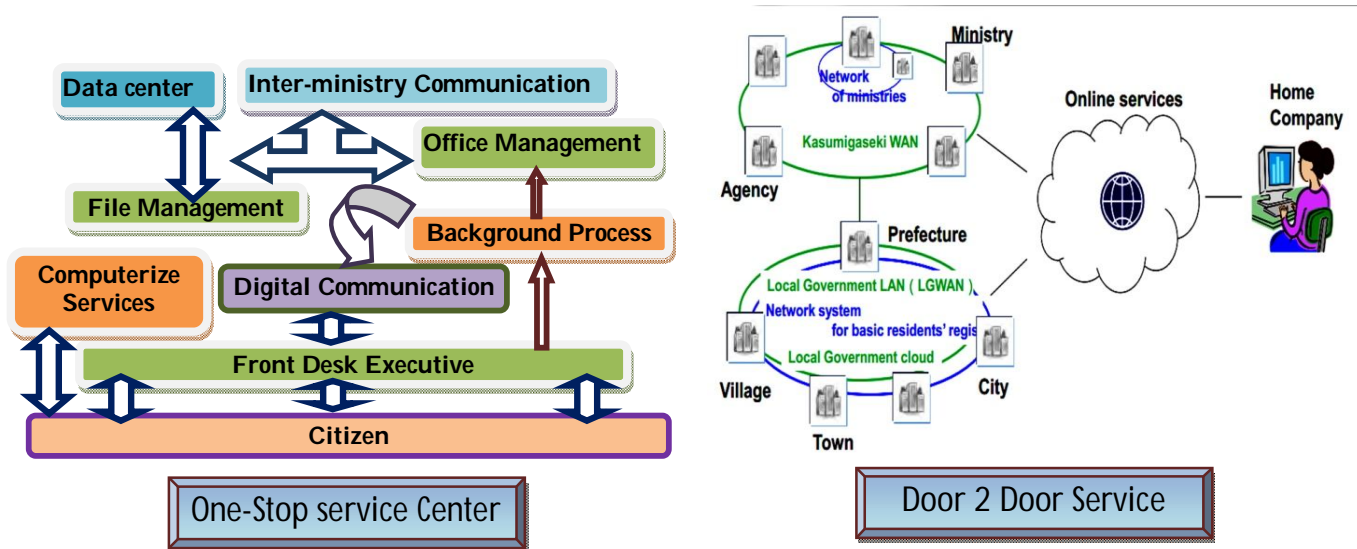 Data center
Inter-ministry Communication
Office Management
File Management
Background Process
Computerize
Services
Digital Communication
Front Desk Executive
Citizen
One-Stop service Center
Ministry
Network
of ministries
Kasumigaseki WAN
Agency
Online services
Home
Company
Prefecture
Local Government LAN ( LGWAN )
Network system
for basic residents' regis
Local Government cloud
Village
City
Town
Door 2 Door Service